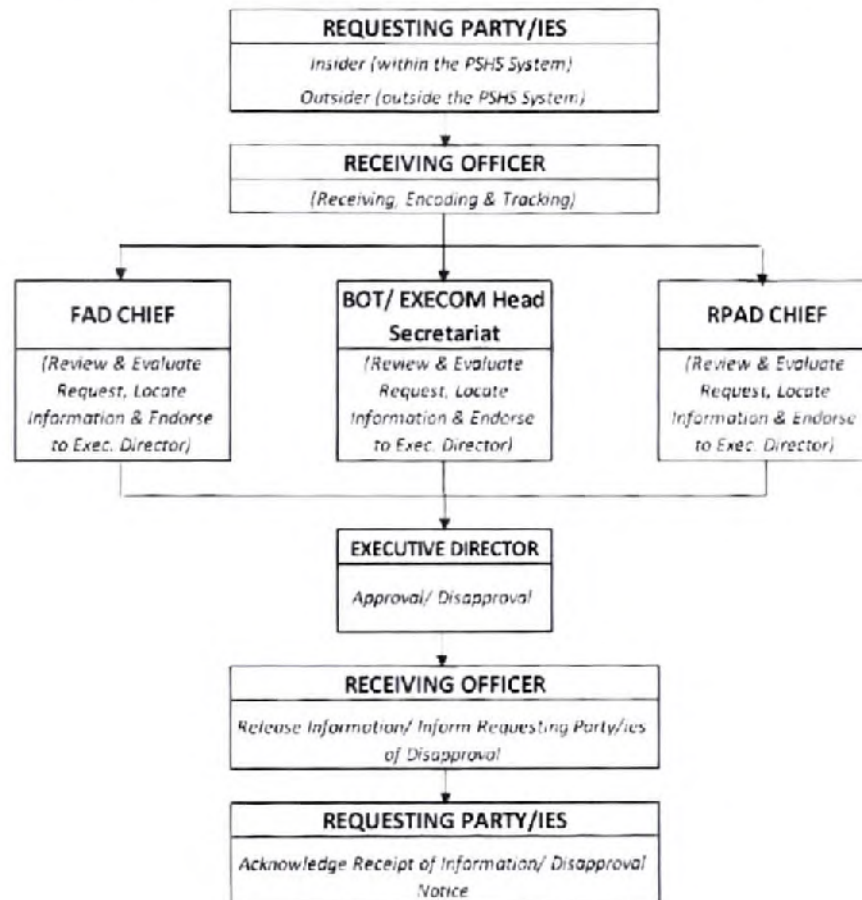 REQUESTING PARTY/IES
Insider (within the PSHS System)
Outsider (outside the PSHS System)
RECEIVING OFFICER
(Receiving, Encoding & Tracking)
FAD CHIEF
(Review & Evaluate
Request, Locate
Information & Endorse
to Exec. Director)
BOT/ EXECOM Head
Secretariat
(Review & Evaluate
Request, Locate
Information & Endorse
to Exec. Director)
RPAD CHIEF
(Review & Evaluate
Request, Locate
Information & Endorse
to Exec. Director)
EXECUTIVE DIRECTOR
Approval/ Disapproval
RECEIVING OFFICER
Release Information/ Inform Requesting Party/ies
of Disapproval
REQUESTING PARTY/IES
Acknowledge Receipt of Information/ Disapproval
Notice